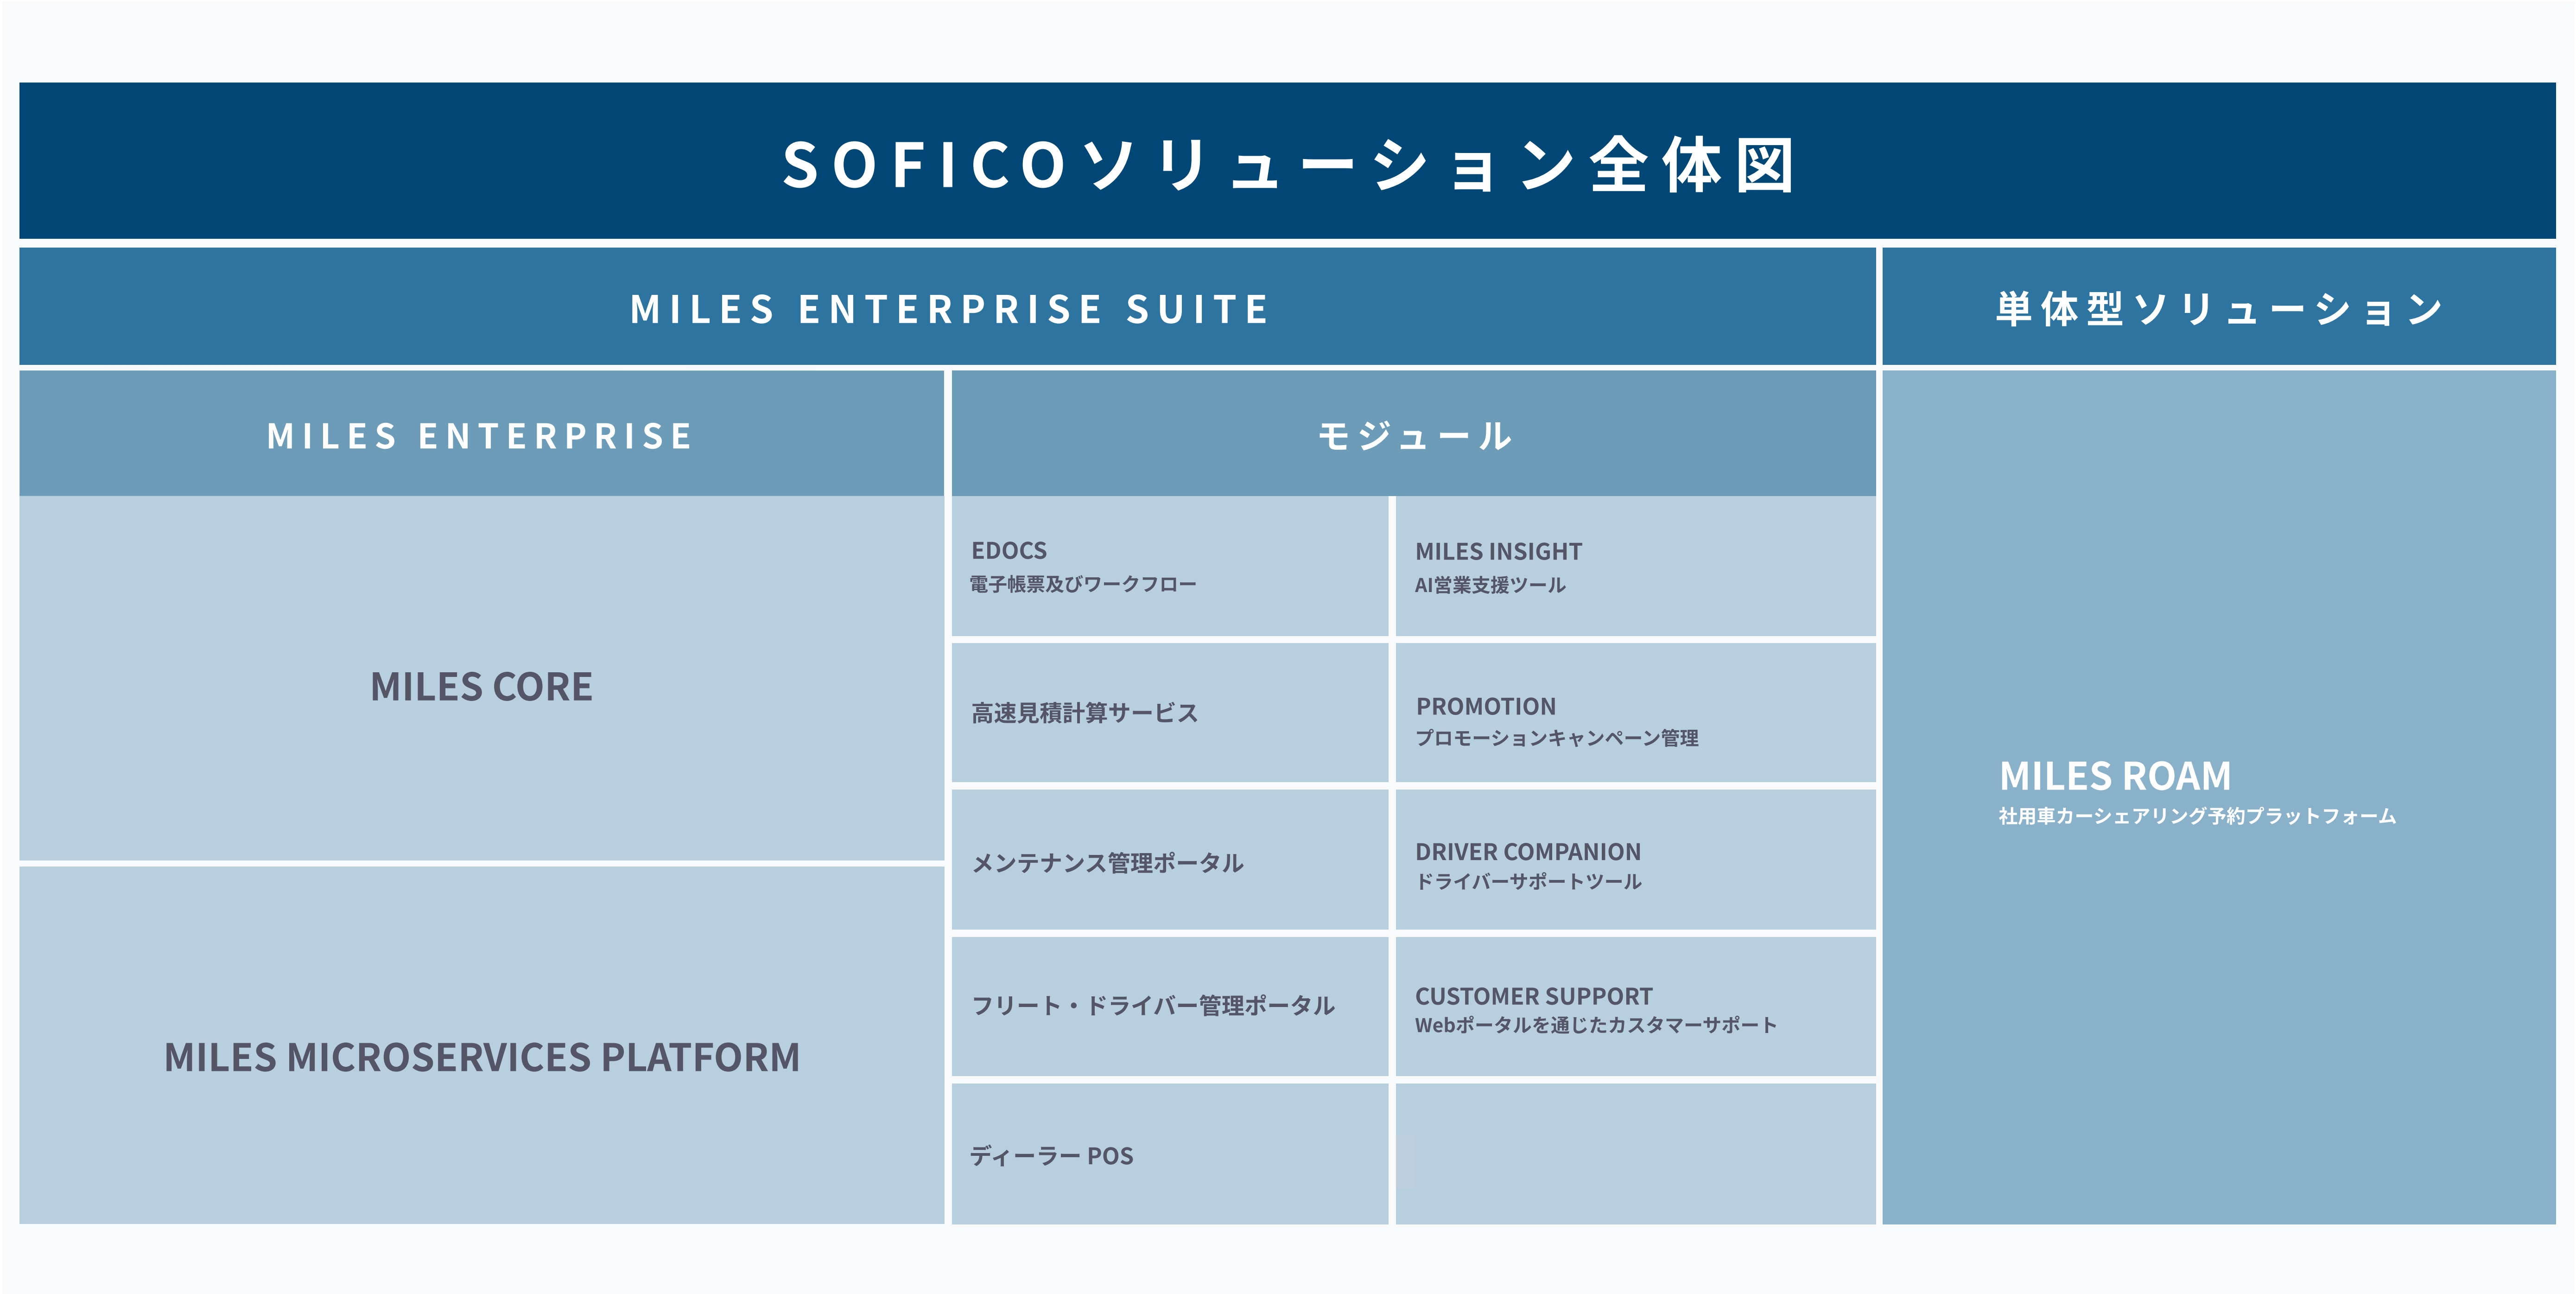 SOFICOソリューション全体図
MILES ENTERPRISE SUITE
単体型ソリューション
MILES ENTERPRISE
モジュール
MILES CORE
MILES MICROSERVICES PLATFORM
EDOCS
電子帳票及びワークフロー
高速見積計算サービス
メンテナンス管理ポータル
フリート・ドライバー管理ポータル
ディーラー POS
MILES INSIGHT
AI営業支援ツール
PROMOTION
プロモーションキャンペーン管理
DRIVER COMPANION
ドライバーサポートツール
CUSTOMER SUPPORT
Webポータルを通じたカスタマーサポート
MILES ROAM
社用車カーシェアリング予約プラットフォーム